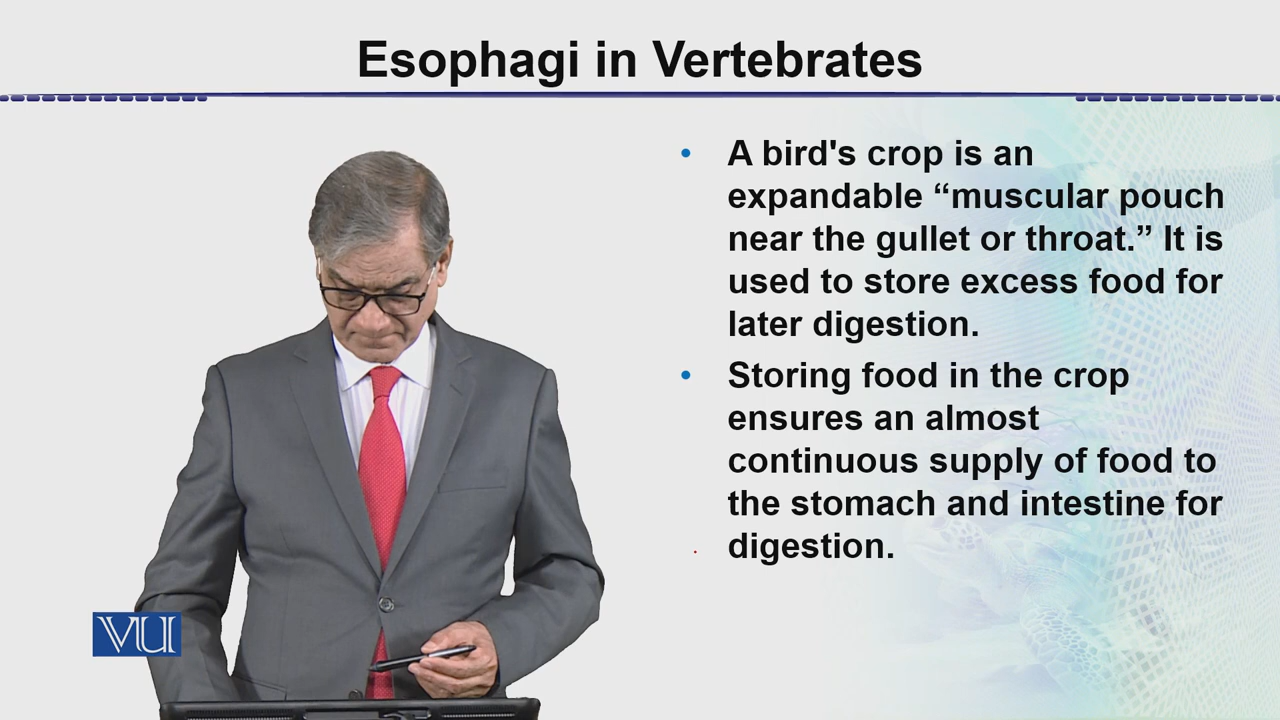 Esophagi in Vertebrates
• A bird's crop is an
expandable “muscular pouch
near the gullet or throat.” It is
used to store excess food for
later digestion.
• Storing food in the crop
ensures an almost
continuous supply of food to
the stomach and intestine for
digestion.
VU